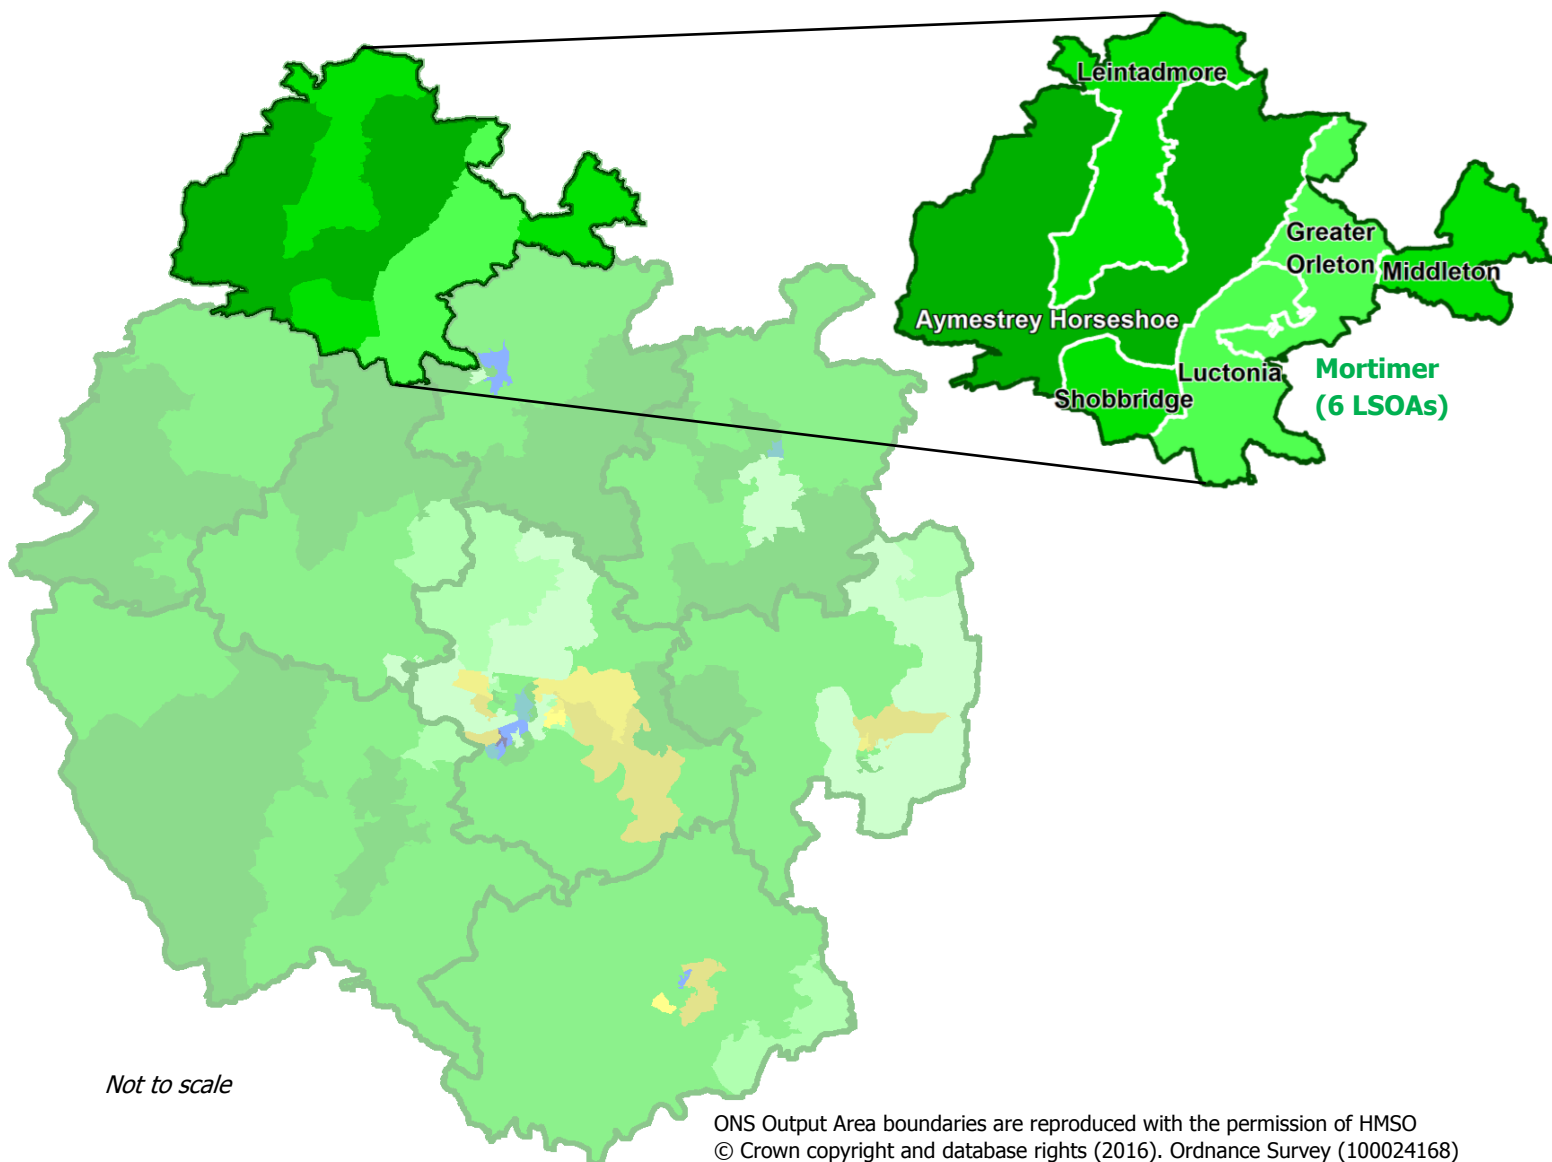 Leintadmore
Greater
Orleton
Middleton
Aymestrey Horseshoe
Luctonia
Shobbridge
Mortimer
(6 LSOAs)
Not to scale
ONS Output Area boundaries are reproduced with the permission of HMSO
© Crown copyright and database rights (2016). Ordnance Survey (100024168)